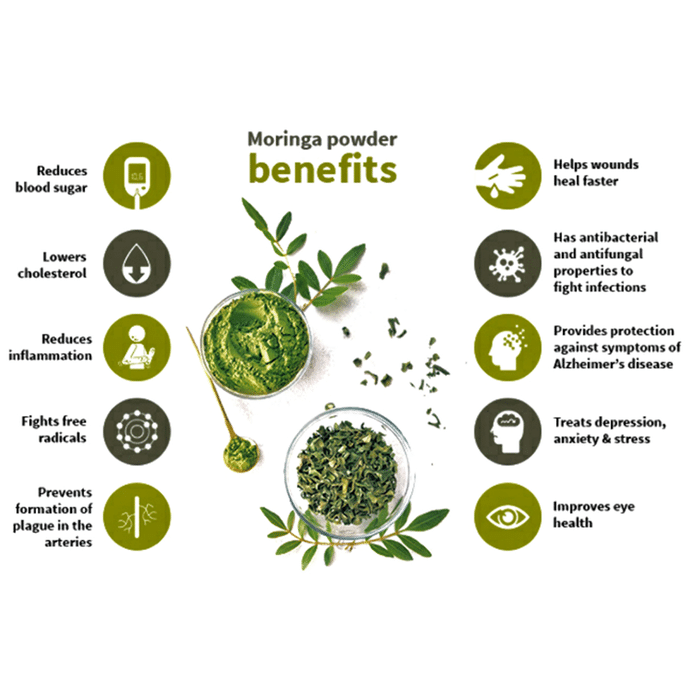 Moringa powder
benefits
Reduces
blood sugar
Lowers
cholesterol
Reduces
inflammation
Fights free
radicals
Prevents
formation of
plague in the
arteries
Helps wounds
heal faster
Has antibacterial
and antifungal
properties to
fight infections
Provides protection
against symptoms of
Alzheimer's disease
Treats depression,
anxiety & stress
Improves eye
health